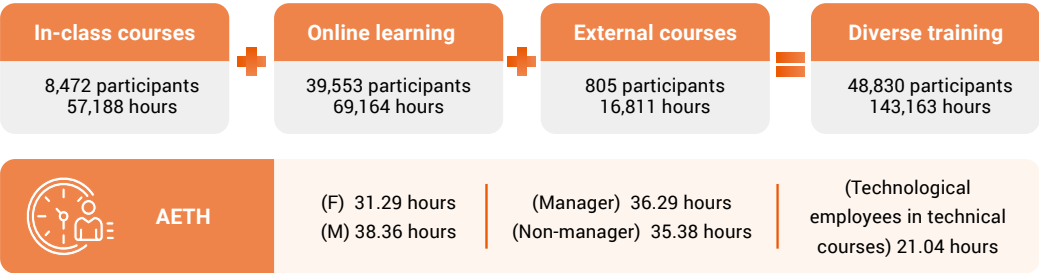 In-class courses
8,472 participants
57,188 hours
Online learning
39,553 participants
69,164 hours
External courses
805 participants
16,811 hours
Diverse training
48,830 participants
143,163 hours
AETH
(F) 31.29 hours
(M) 38.36 hours
(Manager) 36.29 hours
(Non-manager) 35.38 hours
(Technological
employees in technical
courses) 21.04 hours